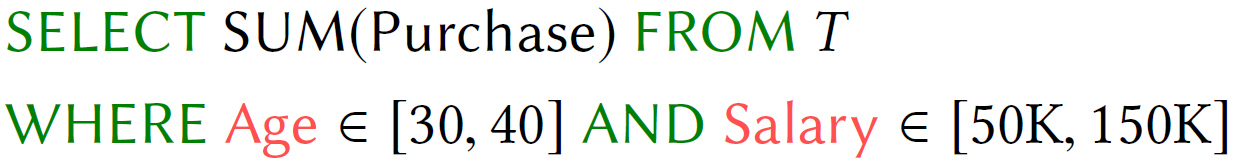 SELECT SUM(Purchase) FROM T
WHERE Age ∈ [30, 40] AND Salary ∈ [50K, 150K]